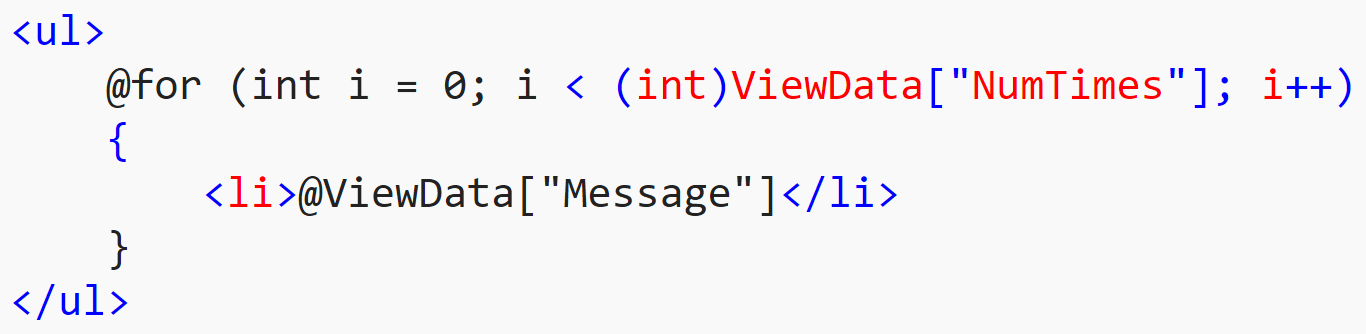 <ul>
@for (int i = 0; i < (int)ViewData["NumTimes"]; i++)
{
<li>@ViewData["Message"]</li>
}
</ul>